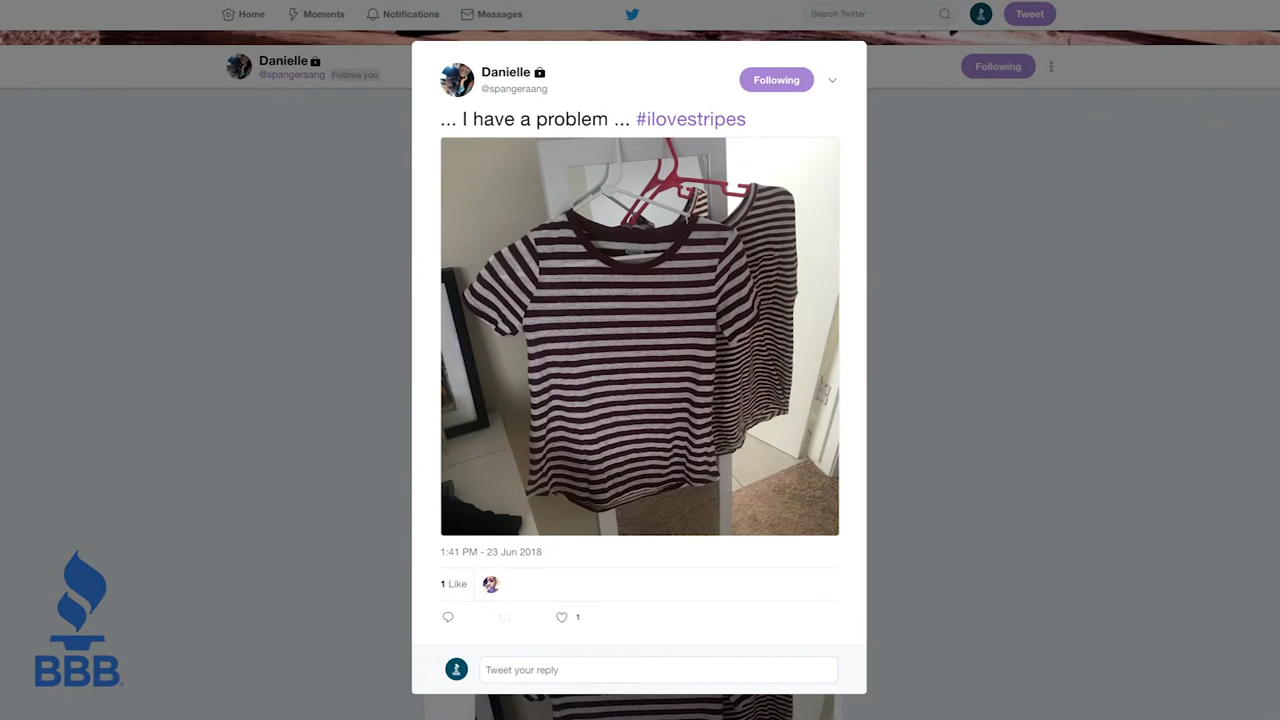 Home Moments Notifications Messages Search Twitter Tweet
Danielle
@spangeraang Follows you
Following
Danielle
@spangeraang
Following
... I have a problem ... #ilovestripes
1:41 PM - 23 Jun 2018
1 Like
1
Tweet your reply
BBB